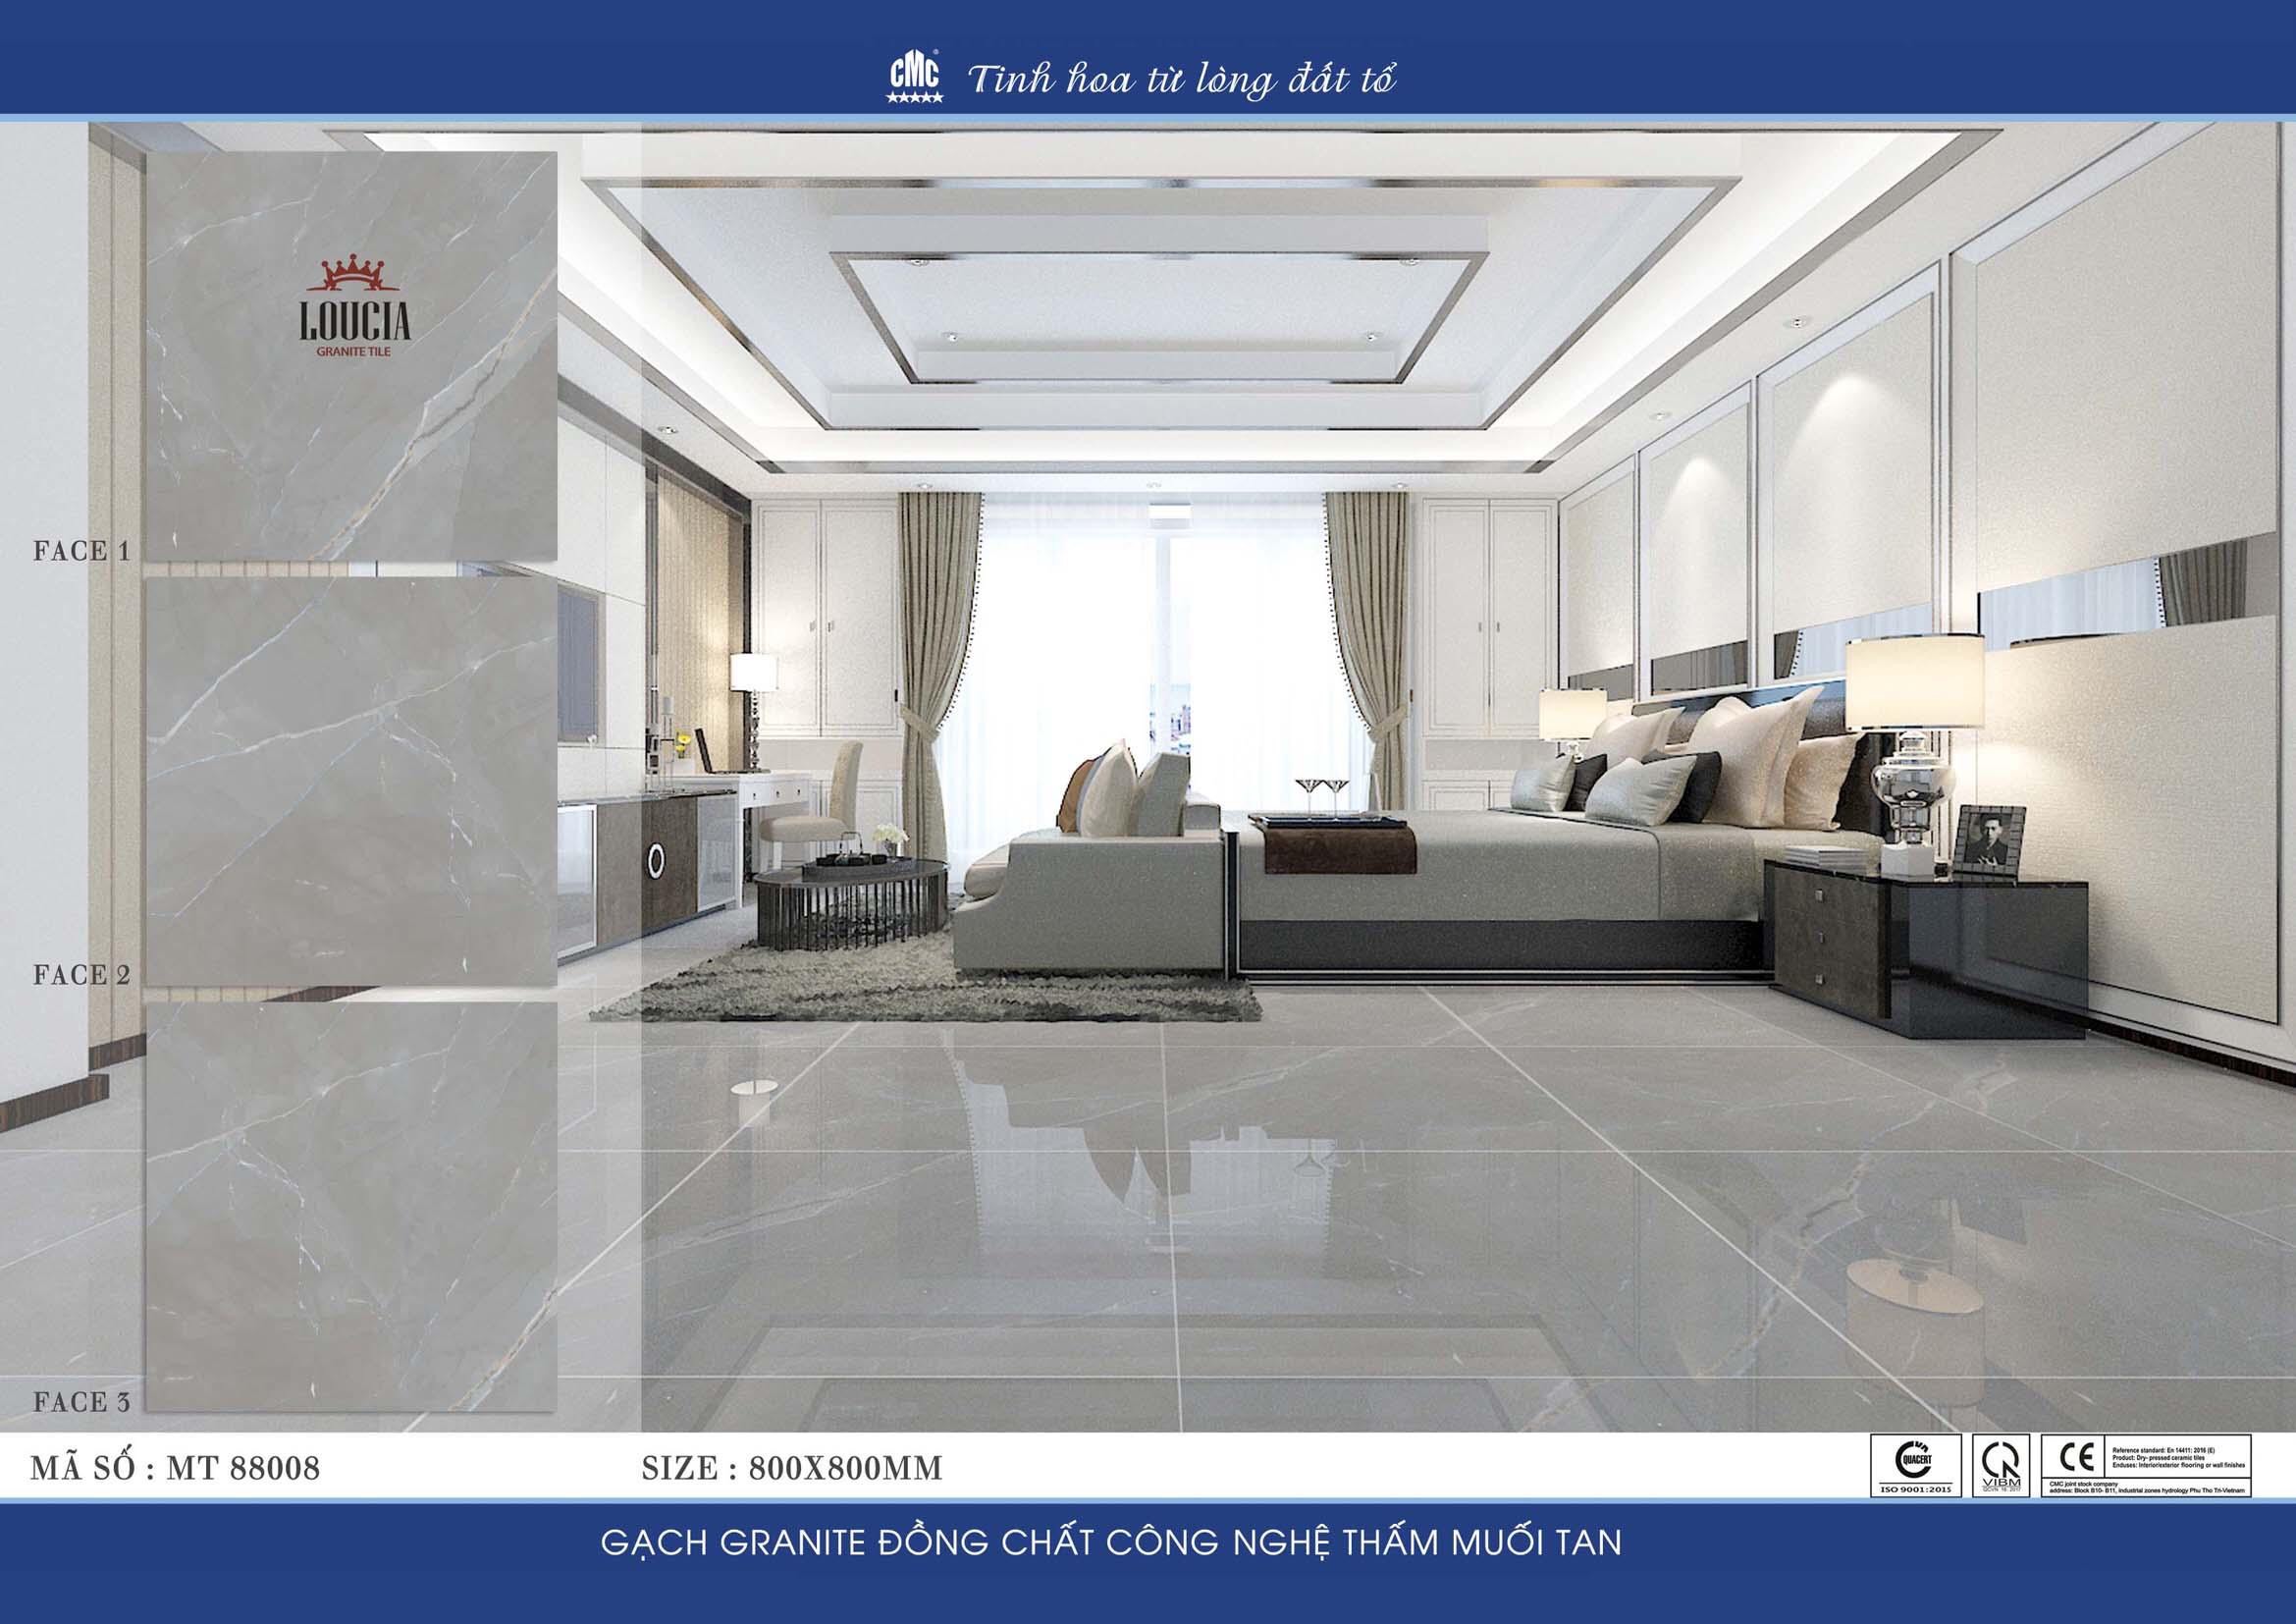 CMC
Tinh hoa từ lòng đất tổ
LOUCIA
GRANITE TILE
FACE 1
FACE 2
FACE 3
MÃ SỐ : MT 88008
SIZE : 800X800MM
QUACERT
ISO 9001:2015
VIBM
CE
Reference standard: En 14411: 2016 (E)
Product: Dry- pressed ceramic tiles
Enduses: Interior/exterior flooring or wall finishes
CMC joint stock company
address: Block B10- B11, industrial zones hydrology Phu Tho Tri-Vietnam
GẠCH GRANITE ĐỒNG CHẤT CÔNG NGHỆ THẤM MUỐI TAN